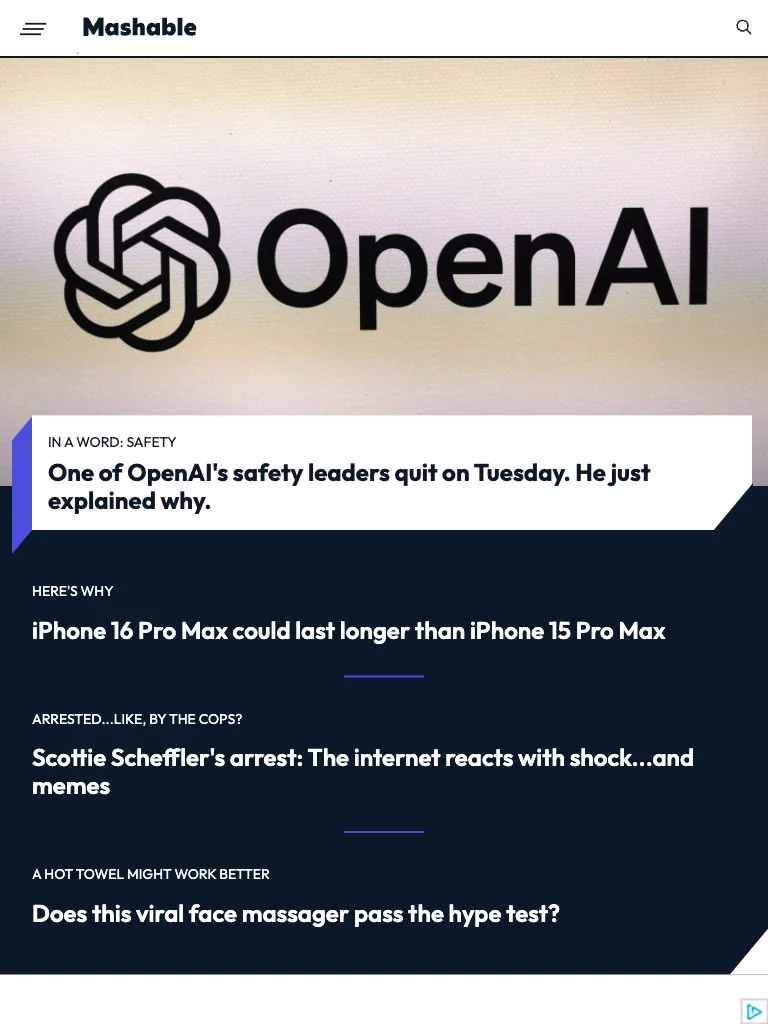 Mashable
OpenAI
IN A WORD: SAFETY
One of OpenAI's safety leaders quit on Tuesday. He just
explained why.
HERE'S WHY
iPhone 16 Pro Max could last longer than iPhone 15 Pro Max
ARRESTED...LIKE, BY THE COPS?
Scottie Scheffler's arrest: The internet reacts with shock...and
memes
A HOT TOWEL MIGHT WORK BETTER
Does this viral face massager pass the hype test?